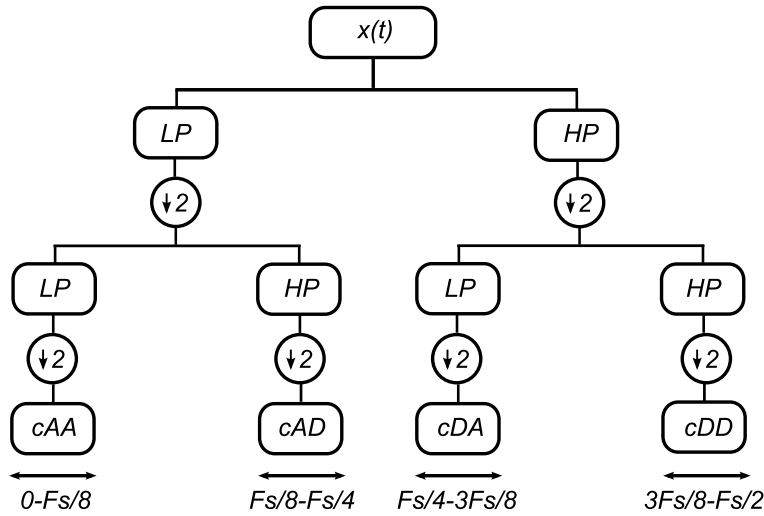 x(t)
LP HP
↓2 ↓2
LP HP LP HP
↓2 ↓2 ↓2 ↓2
cAA cAD cDA cDD
0-Fs/8 Fs/8-Fs/4 Fs/4-3Fs/8 3Fs/8-Fs/2